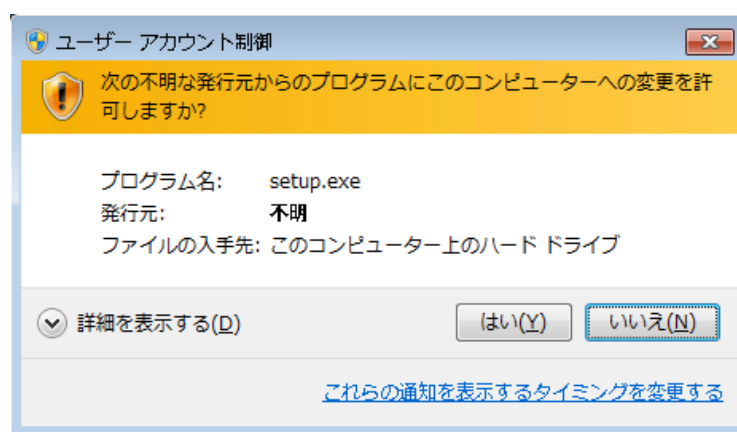 ユーザー アカウント制御
次の不明な発行元からのプログラムにこのコンピューターへの変更を許
可しますか?
プログラム名: setup.exe
発行元: 不明
ファイルの入手先: このコンピューター上のハード ドライブ
詳細を表示する(D)
はい(Y)
いいえ(N)
これらの通知を表示するタイミングを変更する